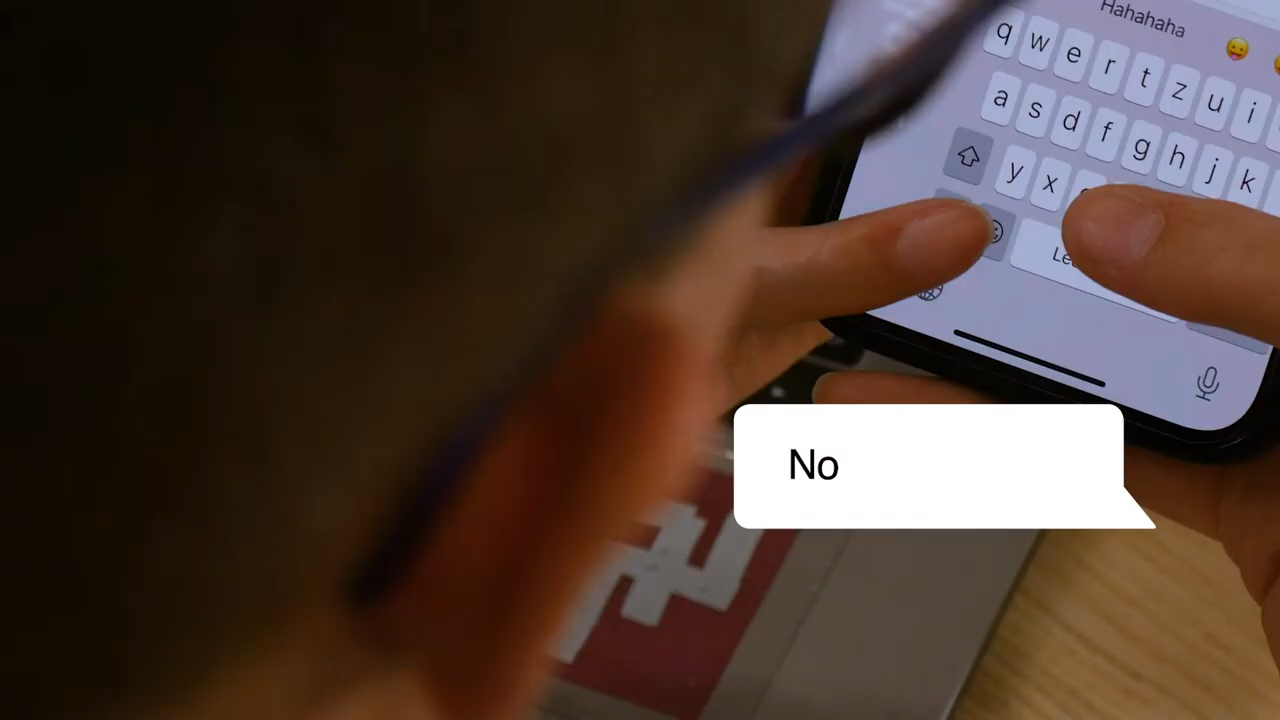 Hahahaha 😛
q w e r t z u i
a s d f g h j k
y x
No